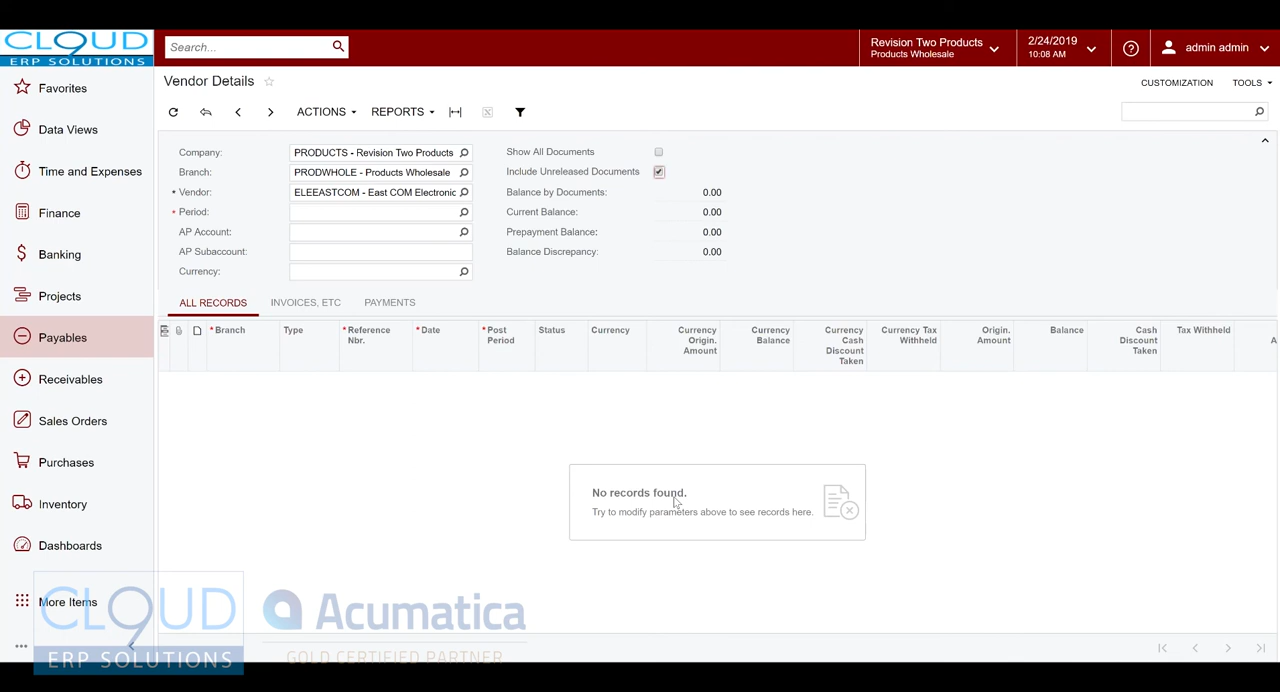 CLOUD
9
ERP SOLUTIONS
Search...
Revision Two Products
Products Wholesale
2/24/2019
10:08 AM
?
admin admin
Favorites
Data Views
Time and Expenses
Finance
Banking
Projects
Payables
Receivables
Sales Orders
Purchases
Inventory
Dashboards
More Items
Vendor Details
CUSTOMIZATION
TOOLS
ACTIONS
REPORTS
Company:
PRODUCTS - Revision Two Products
Branch:
PRODWHOLE - Products Wholesale
* Vendor:
ELEEASTCOM - East COM Electronic
* Period:
AP Account:
AP Subaccount:
Currency:
Show All Documents
Include Unreleased Documents
Balance by Documents: 0.00
Current Balance: 0.00
Prepayment Balance: 0.00
Balance Discrepancy: 0.00
ALL RECORDS
INVOICES, ETC
PAYMENTS
* Branch
Type
* Reference Nbr.
* Date
* Post Period
Status
Currency
Currency Origin. Amount
Currency Balance
Currency Cash Discount Taken
Currency Tax Withheld
Origin. Amount
Balance
Cash Discount Taken
Tax Withheld
A
No records found.
Try to modify parameters above to see records here.
CLOUD
9
ERP SOLUTIONS
Acumatica
GOLD CERTIFIED PARTNER